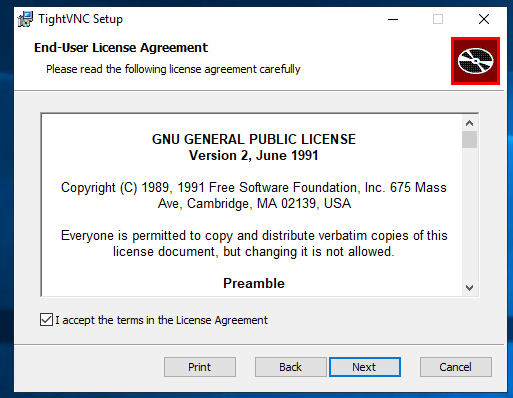 TightVNC Setup
End-User License Agreement
Please read the following license agreement carefully
GNU GENERAL PUBLIC LICENSE
Version 2, June 1991
Copyright (C) 1989, 1991 Free Software Foundation, Inc. 675 Mass
Ave, Cambridge, MA 02139, USA
Everyone is permitted to copy and distribute verbatim copies of this
license document, but changing it is not allowed.
Preamble
I accept the terms in the License Agreement
Print
Back
Next
Cancel